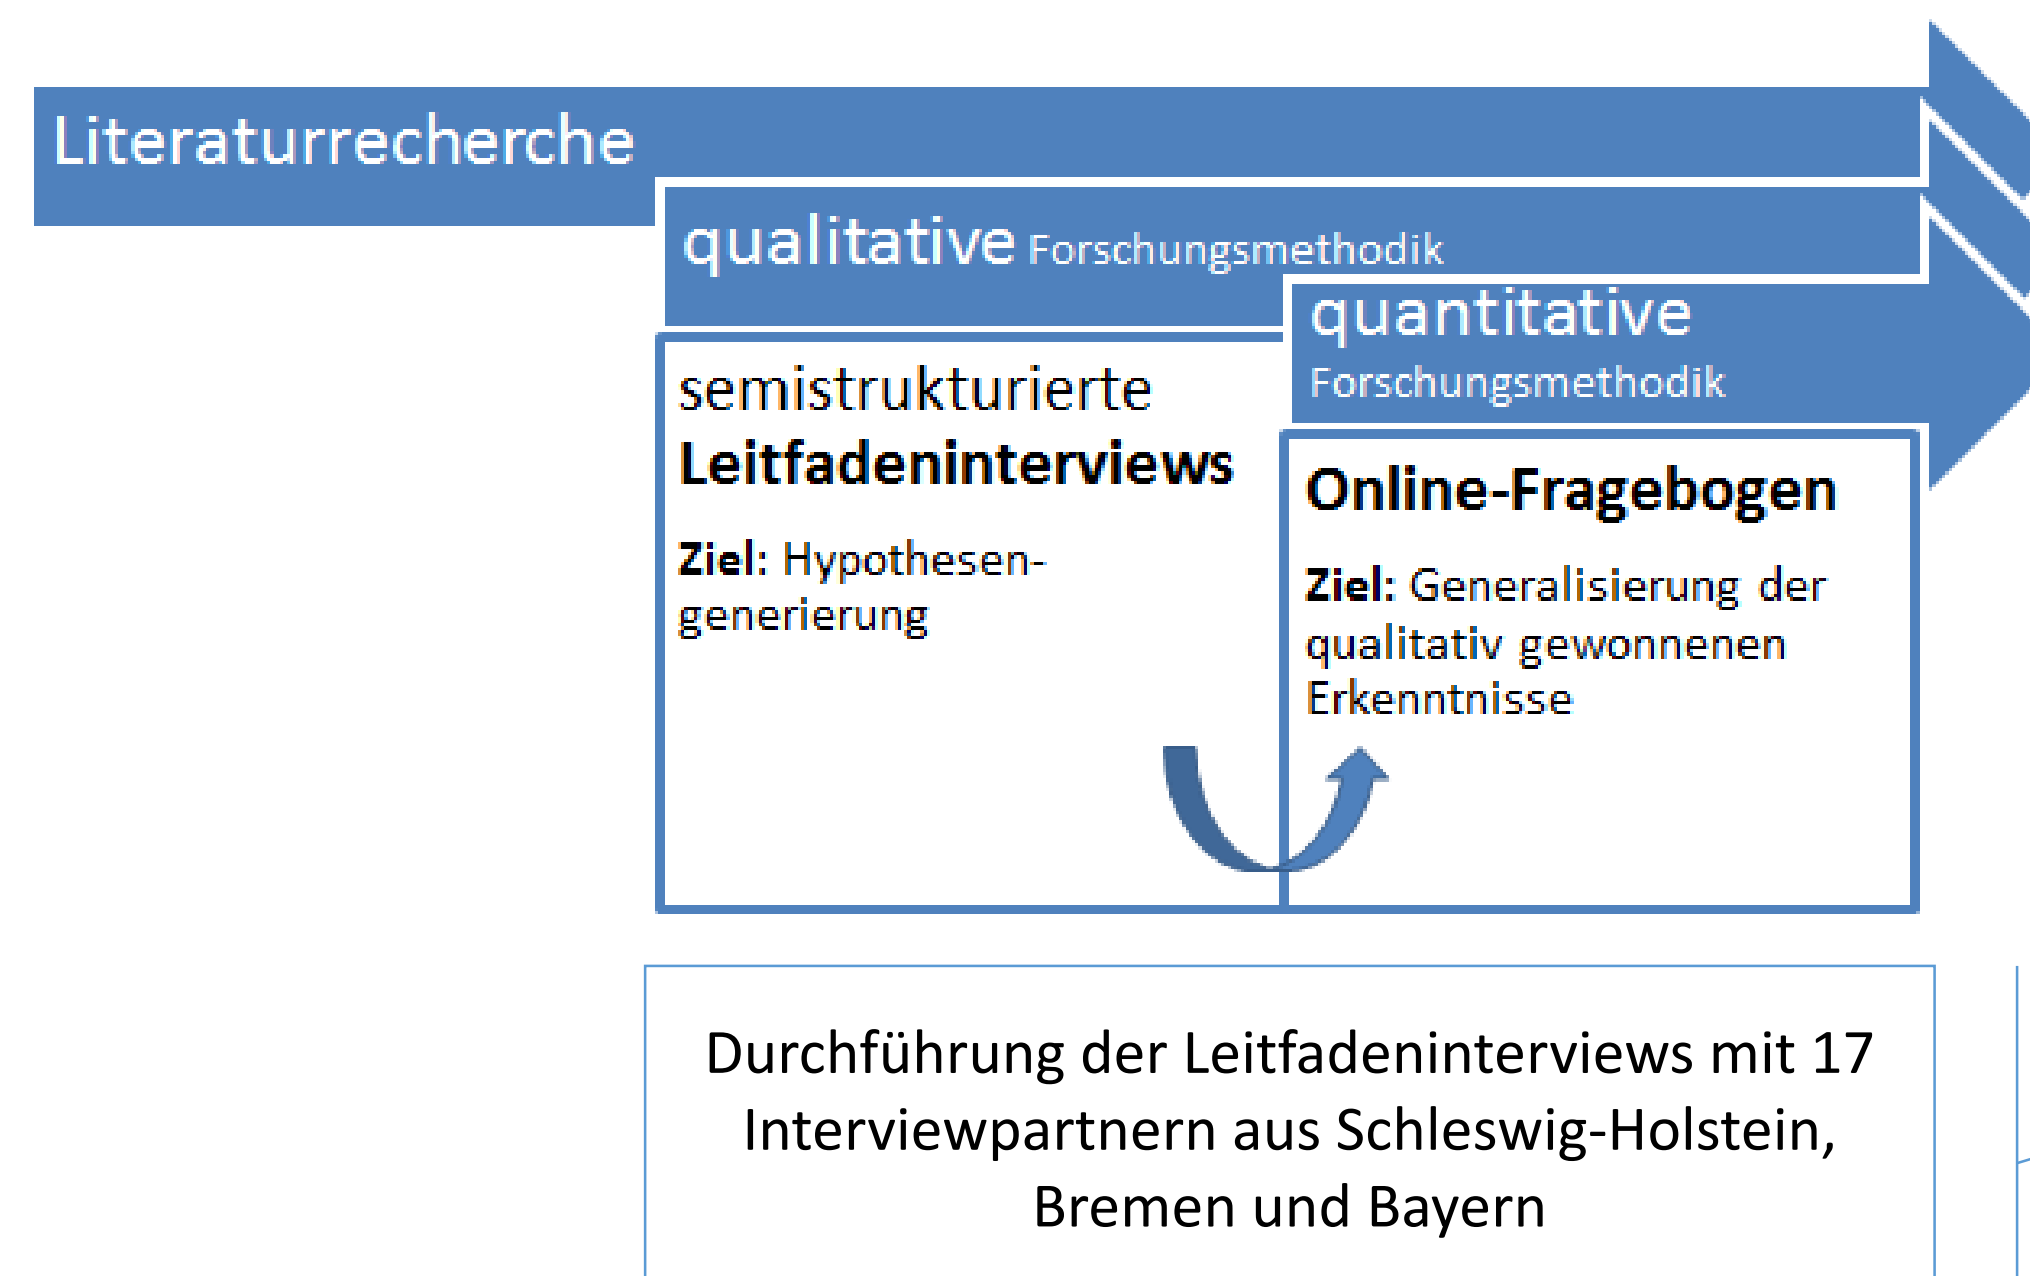 Literaturrecherche
qualitative Forschungsmethodik
quantitative
Forschungsmethodik
semistrukturierte
Leitfadeninterviews
Ziel: Hypothesen-
generierung
Online-Fragebogen
Ziel: Generalisierung der
qualitativ gewonnenen
Erkenntnisse
Durchführung der Leitfadeninterviews mit 17
Interviewpartnern aus Schleswig-Holstein,
Bremen und Bayern